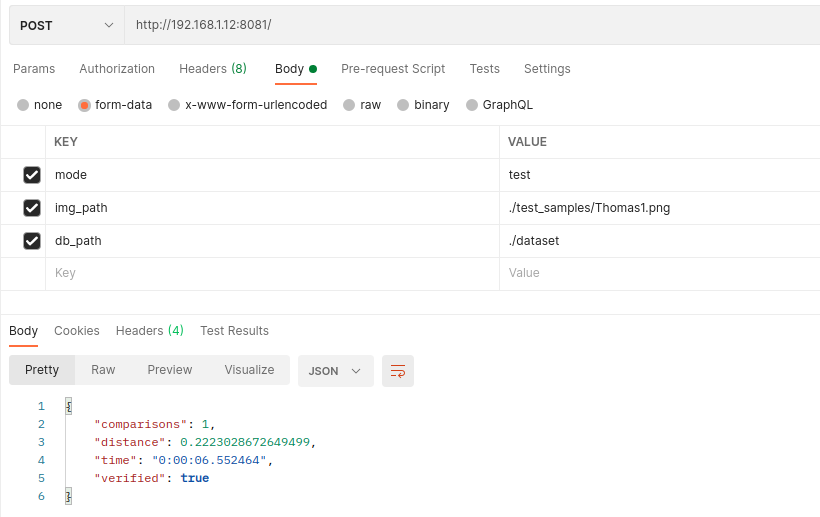 POST http://192.168.1.12:8081/
Params Authorization Headers (8) Body Pre-request Script Tests Settings
none form-data x-www-form-urlencoded raw binary GraphQL
KEY VALUE
mode test
img_path ./test_samples/Thomas1.png
db_path ./dataset
Key Value
Body Cookies Headers (4) Test Results
Pretty Raw Preview Visualize JSON
1 {
2 "comparisons": 1,
3 "distance": 0.2223028672649499,
4 "time": "0:00:06.552464",
5 "verified": true
6 }